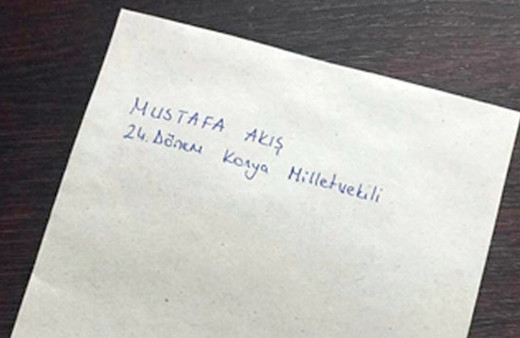 MUSTAFA AKIŞ
24. Dönem Konya Milletvekili